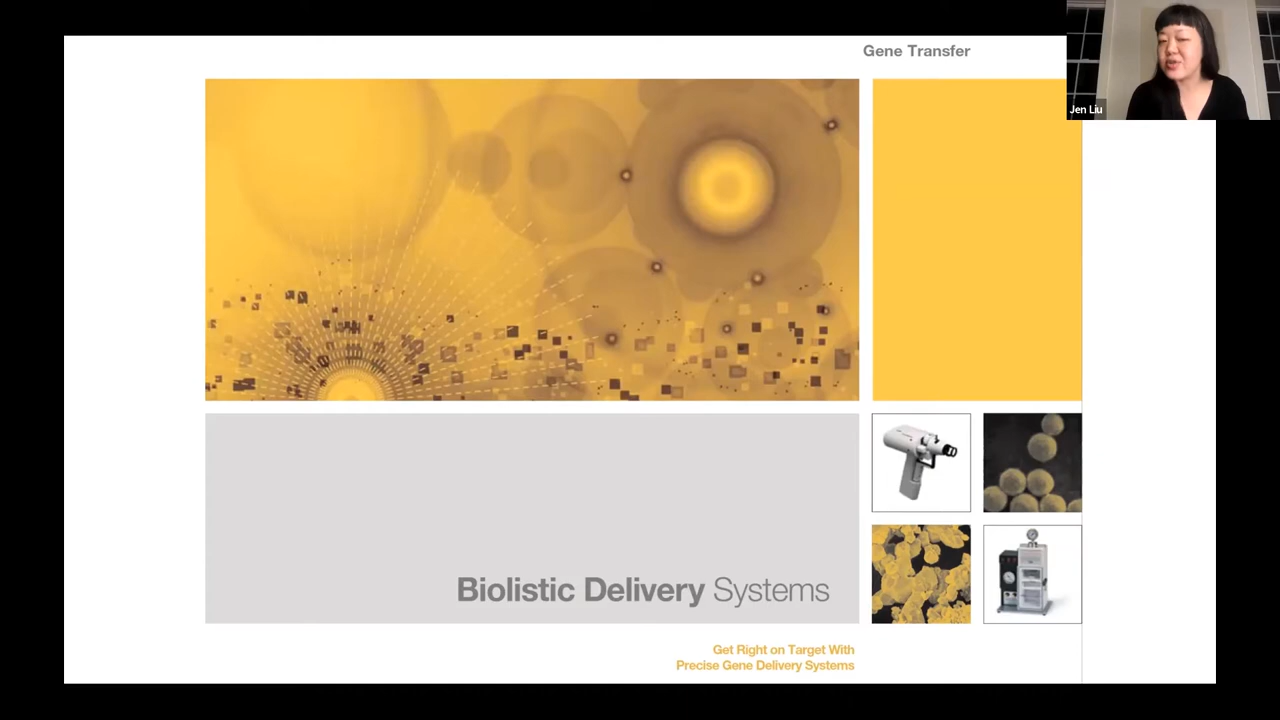 Gene Transfer
Jen Liu
Biolistic Delivery Systems
Get Right on Target With
Precise Gene Delivery Systems